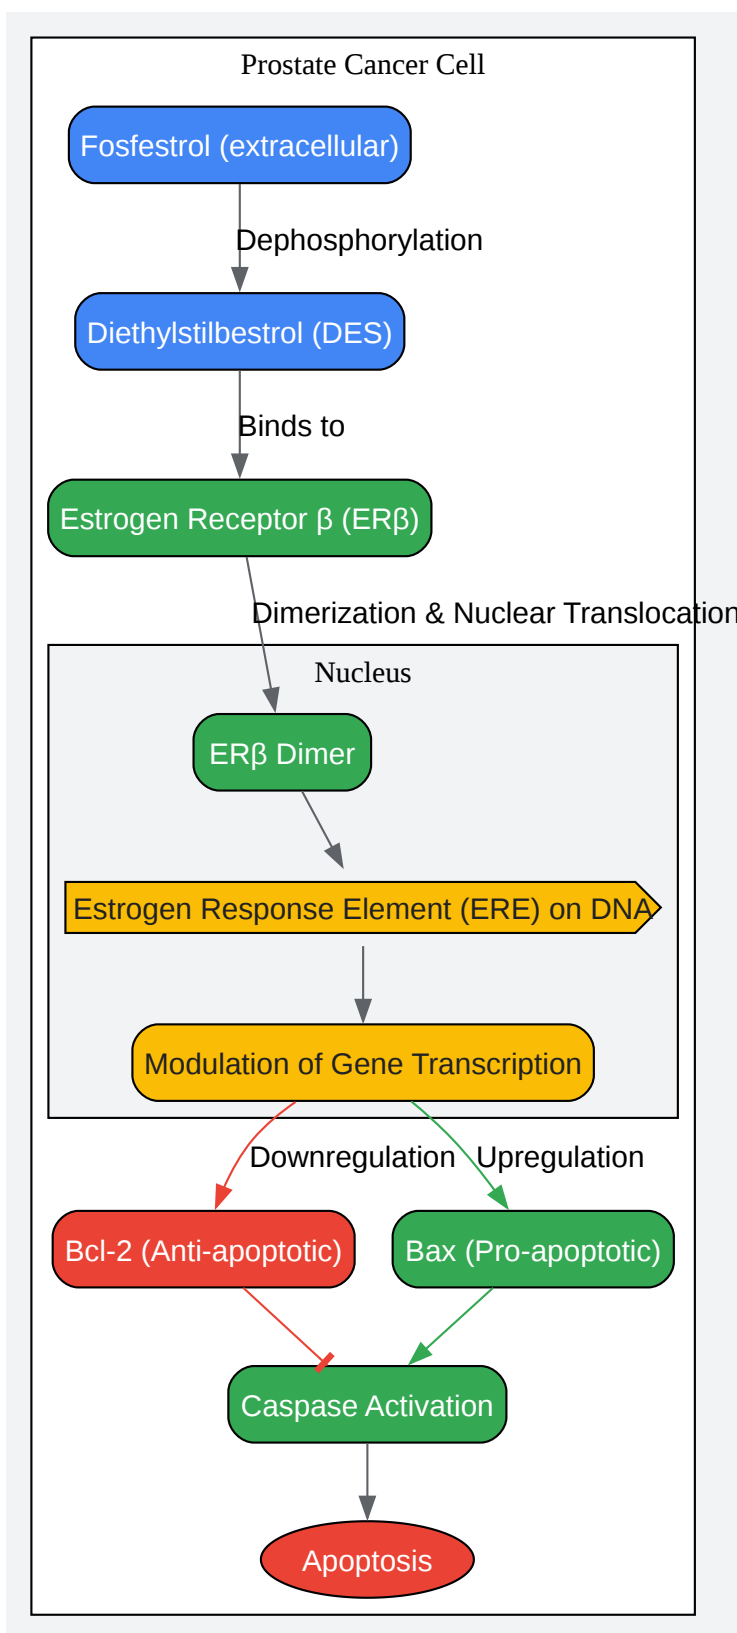 Prostate Cancer Cell
Fosfestrol (extracellular)
Dephosphorylation
Diethylstilbestrol (DES)
Binds to
Estrogen Receptor β (ERβ)
Dimerization & Nuclear Translocation
Nucleus
ERβ Dimer
Estrogen Response Element (ERE) on DNA
Modulation of Gene Transcription
Downregulation
Upregulation
Bcl-2 (Anti-apoptotic)
Bax (Pro-apoptotic)
Caspase Activation
Apoptosis